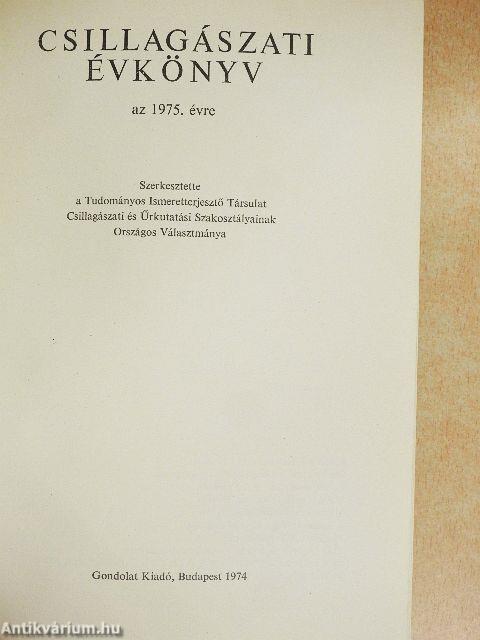 CSILLAGÁSZATI
ÉVKÖNYV
az 1975. évre
Szerkesztette
a Tudományos Ismeretterjesztő Társulat
Csillagászati és Űrkutatási Szakosztályainak
Országos Választmánya
Gondolat Kiadó, Budapest 1974
Antikvárium.hu